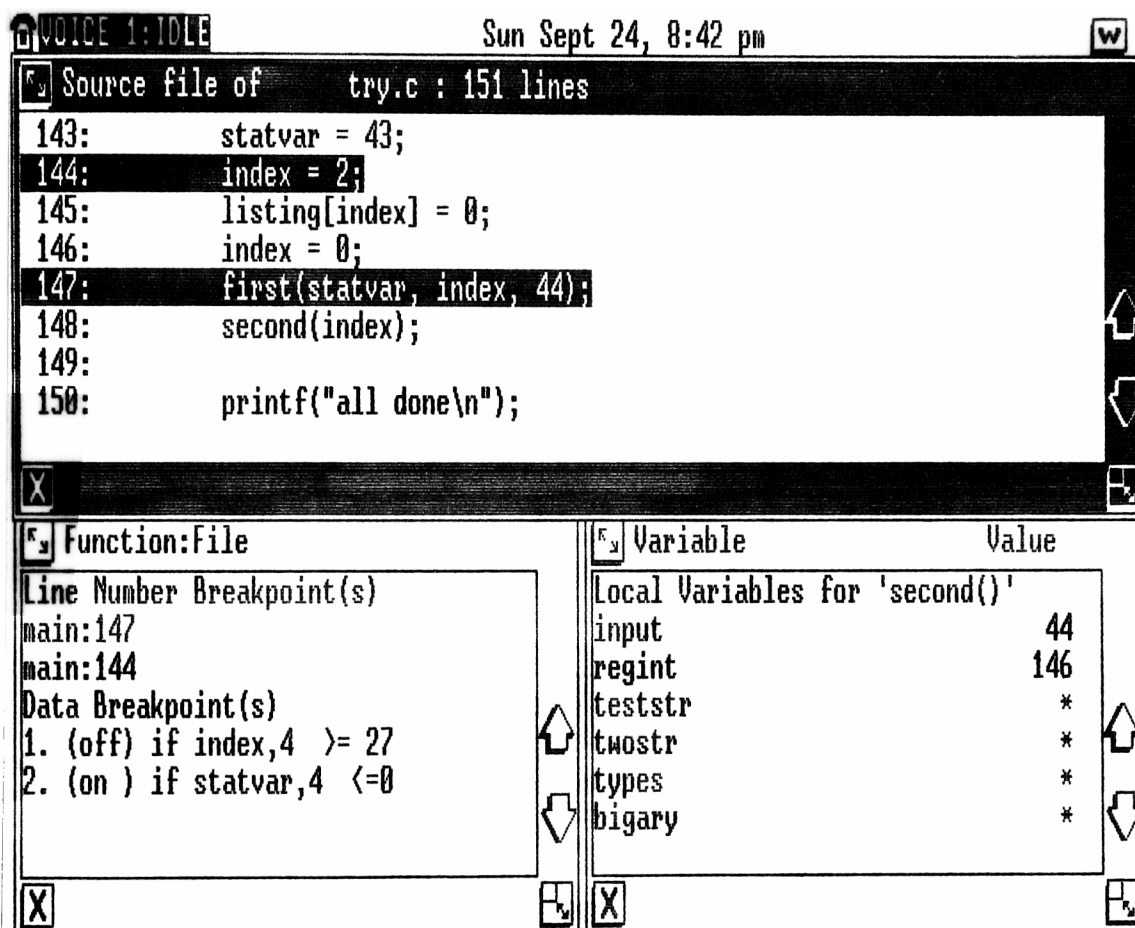 VOICE 1:IDLE Sun Sept 24, 8:42 pm W
Source file of try.c : 151 lines
143: statvar = 43;
144: index = 2;
145: listing[index] = 0;
146: index = 0;
147: first(statvar, index, 44);
148: second(index);
149:
150: printf("all done\n");
X
Function:File
Line Number Breakpoint(s)
main:147
main:144
Data Breakpoint(s)
1. (off) if index,4 >= 27
2. (on ) if statvar,4 <=0
X
Variable Value
Local Variables for 'second()'
input 44
regint 146
teststr *
twostr *
types *
bigary *
X